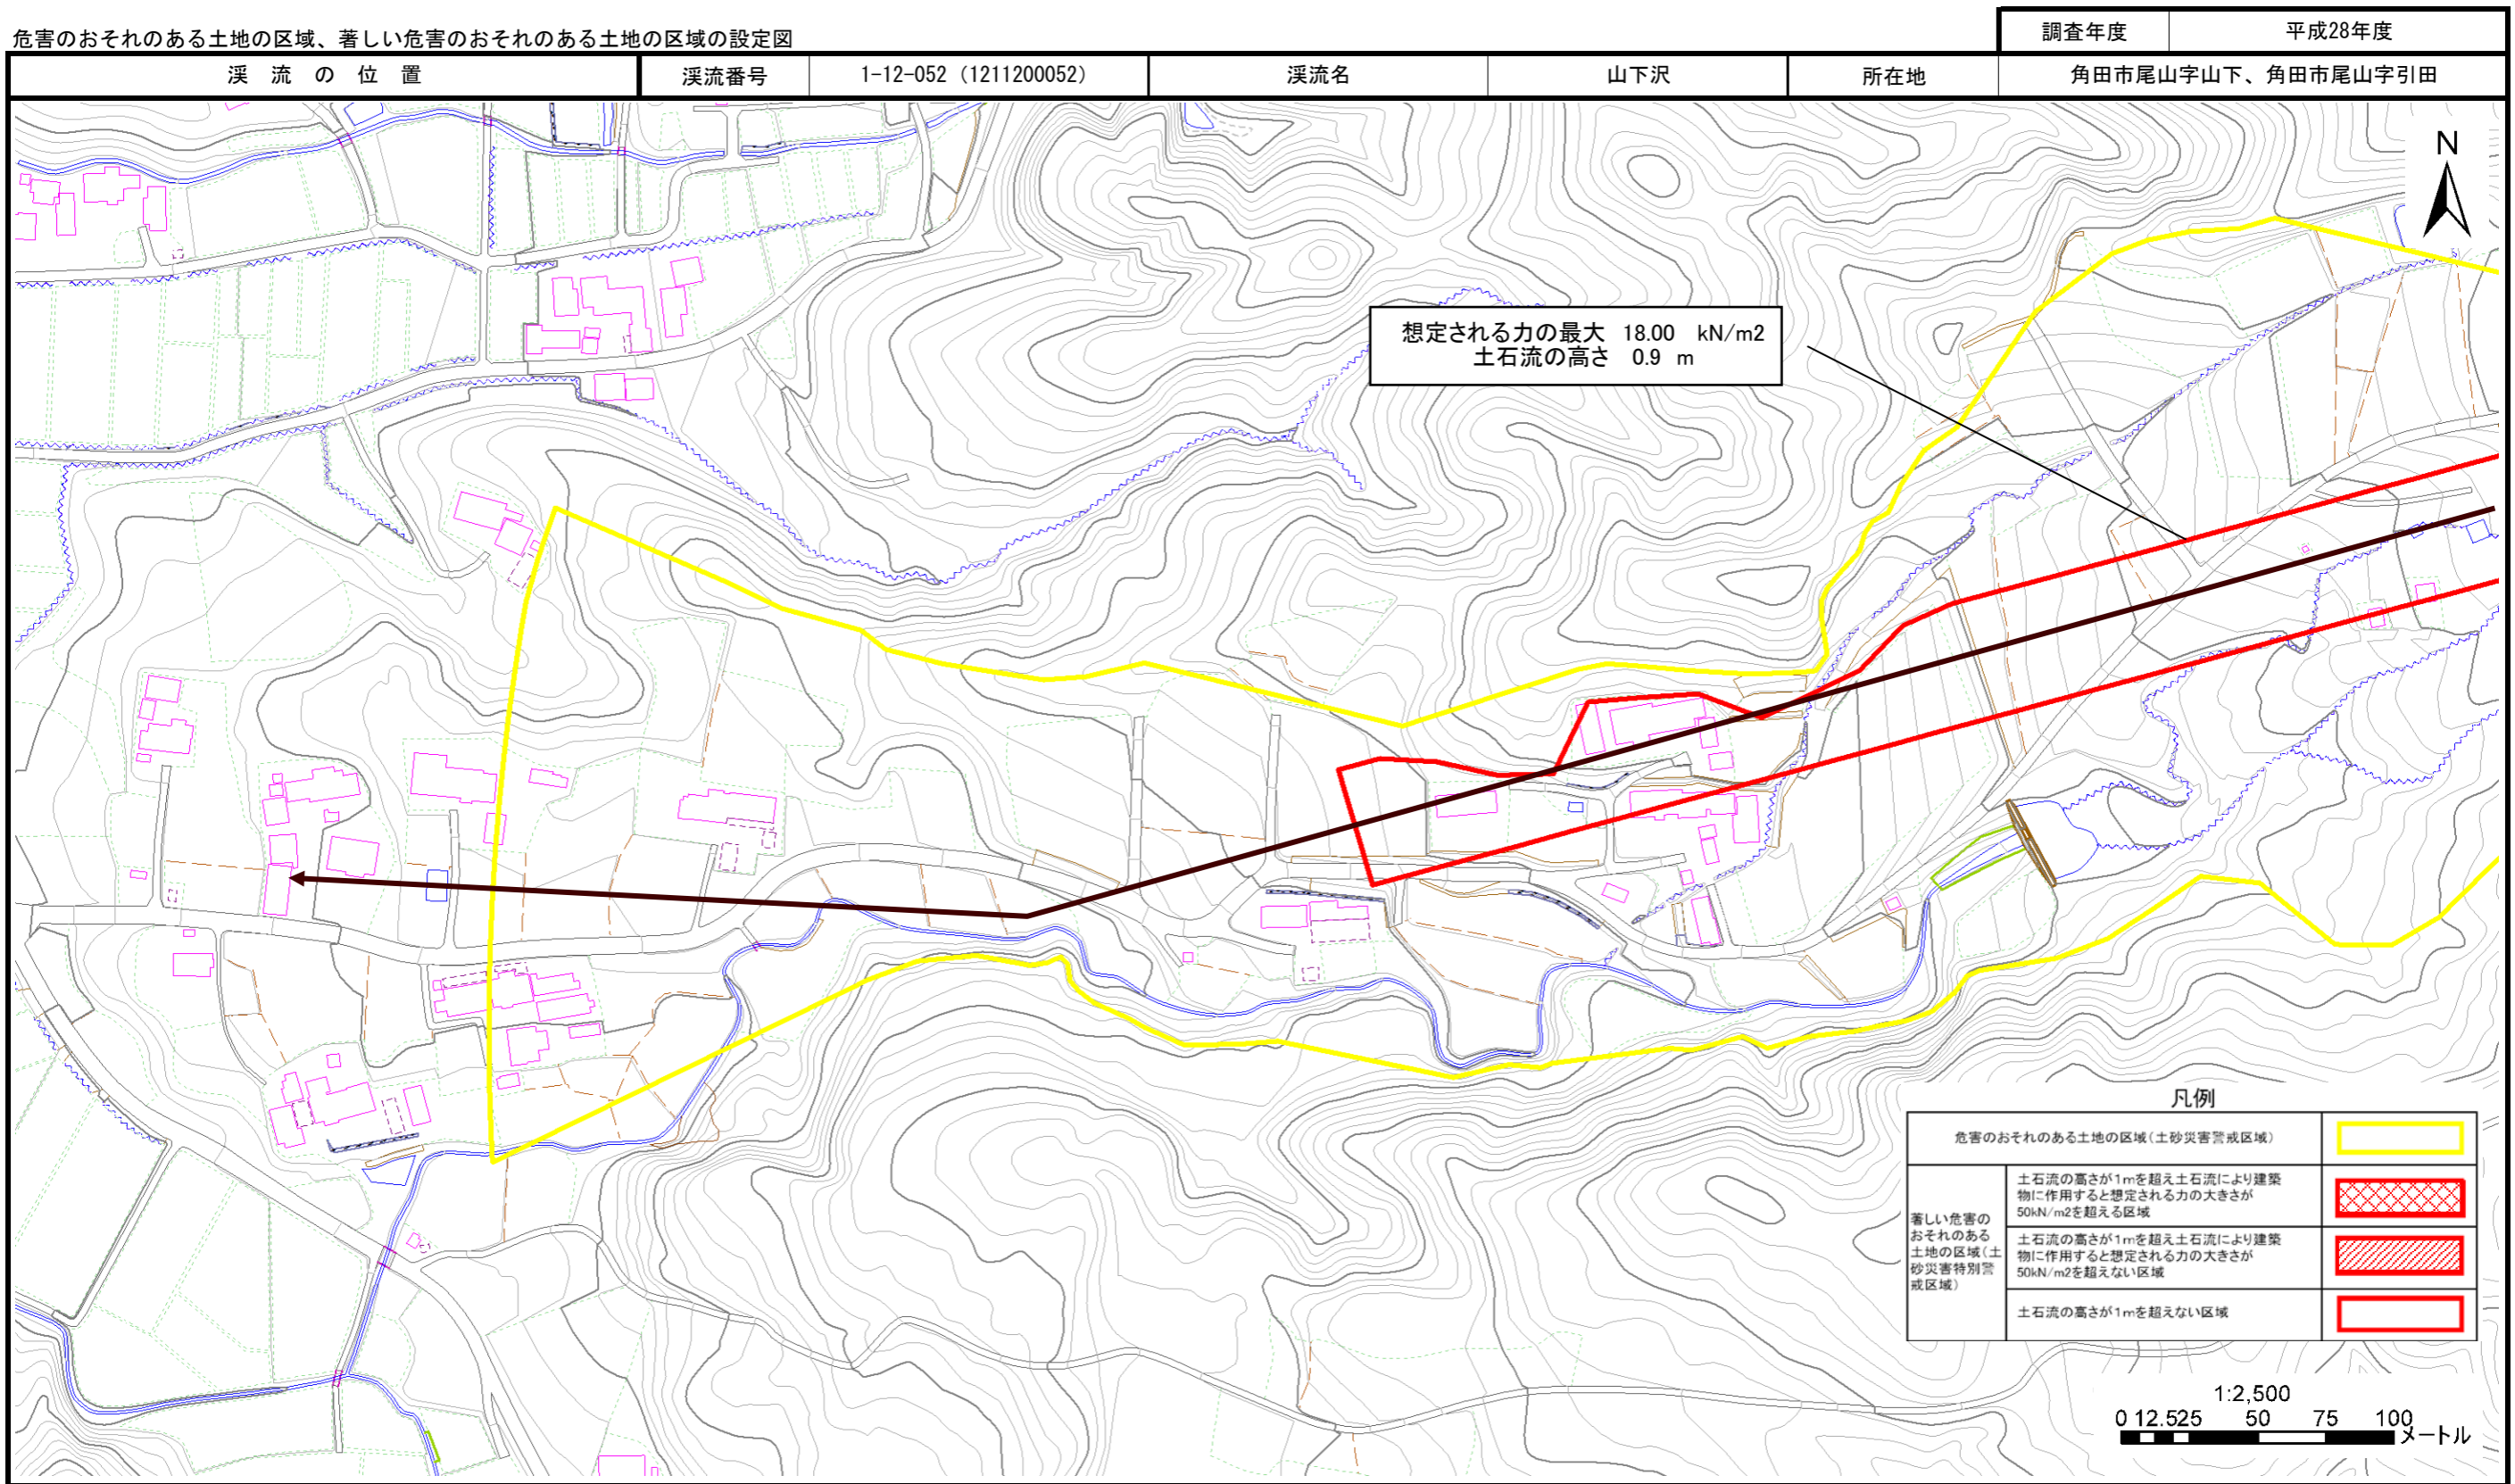 調査年度 平成28年度
危害のおそれのある土地の区域、著しい危害のおそれのある土地の区域の設定図
渓流の位置 渓流番号 1-12-052（1211200052） 渓流名 山下沢 所在地 角田市尾山字山下、角田市尾山字引田
N
想定される力の最大 18.00 kN/m2
土石流の高さ 0.9 m
凡例
危害のおそれのある土地の区域(土砂災害警戒区域)
著しい危害の
おそれのある
土地の区域(土
砂災害特別警
戒区域)
土石流の高さが1mを超え土石流により建築
物に作用すると想定される力の大きさが
50kN/m2を超える区域
土石流の高さが1mを超え土石流により建築
物に作用すると想定される力の大きさが
50kN/m2を超えない区域
土石流の高さが1mを超えない区域
1:2,500
0 12.525 50 75 100
メートル